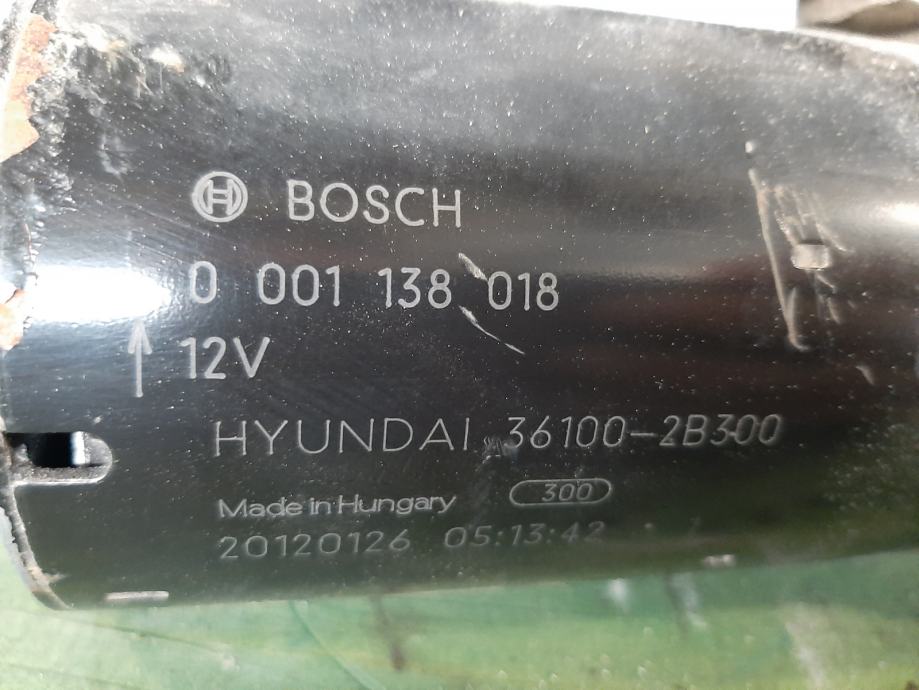 BOSCH
0 001 138 018
12V
HYUNDAI 36100-2B300
300
Made in Hungary
20120126 05:13:42